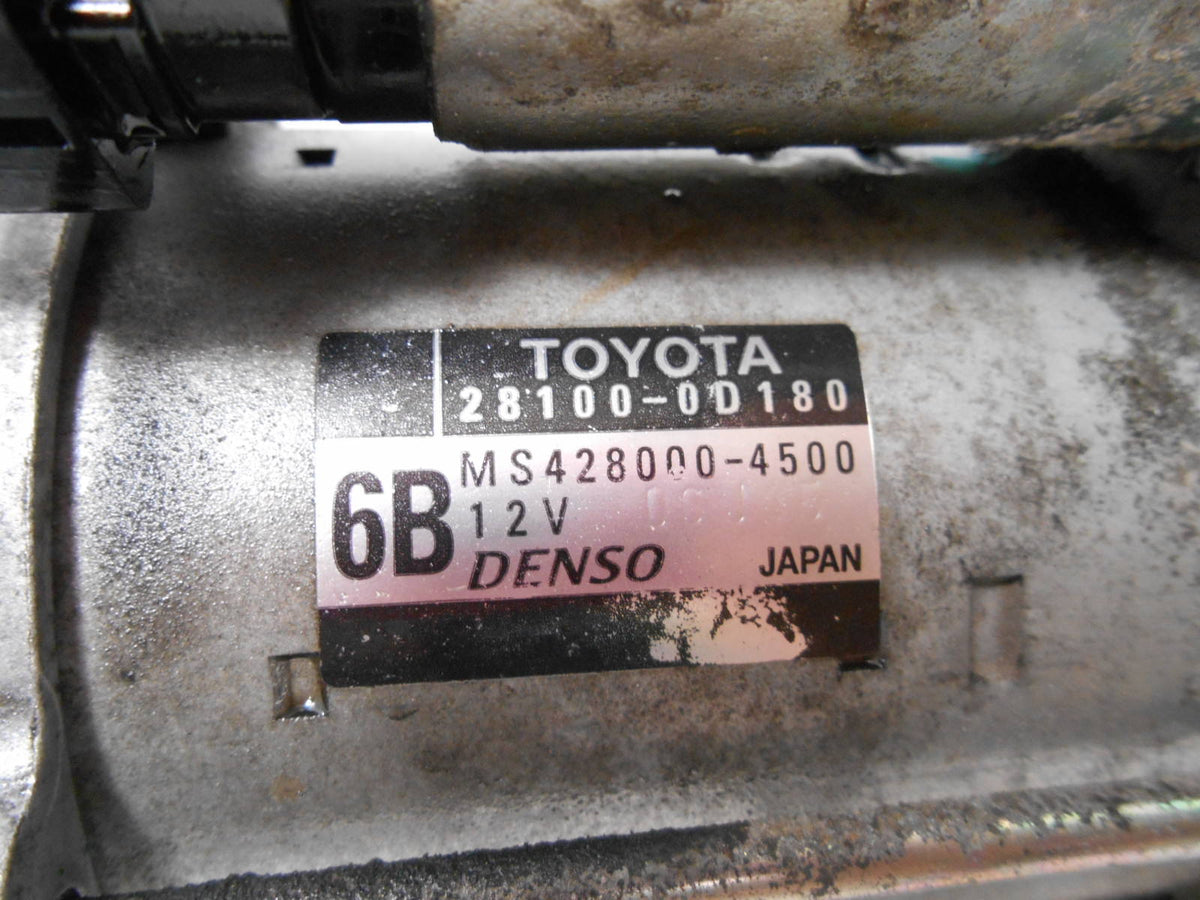 TOYOTA
28100-0D180
6B
MS428000-4500
12V
DENSO JAPAN